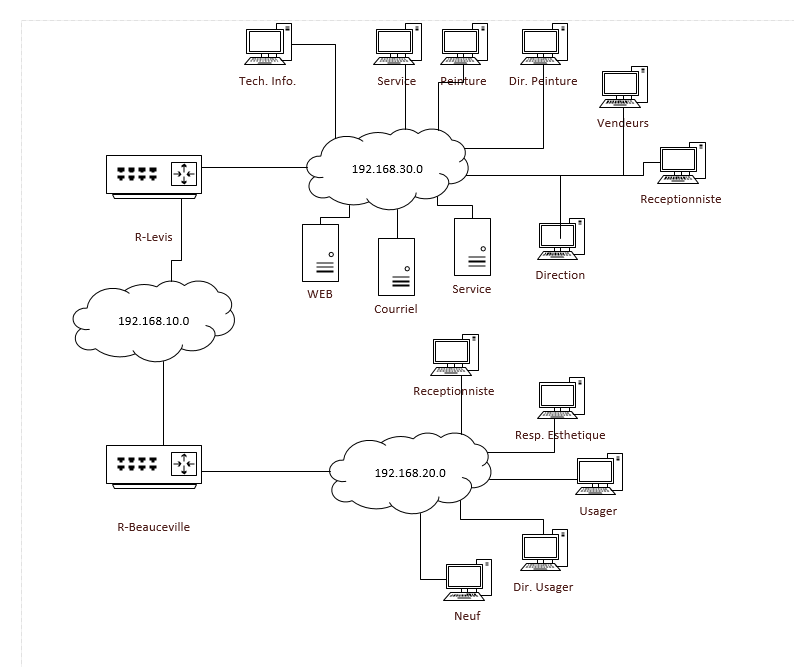 Tech. Info.
Service
Peinture
Dir. Peinture
Vendeurs
192.168.30.0
Receptionniste
R-Levis
Direction
WEB
Courriel
Service
192.168.10.0
Receptionniste
Resp. Esthetique
192.168.20.0
Usager
R-Beauceville
Dir. Usager
Neuf